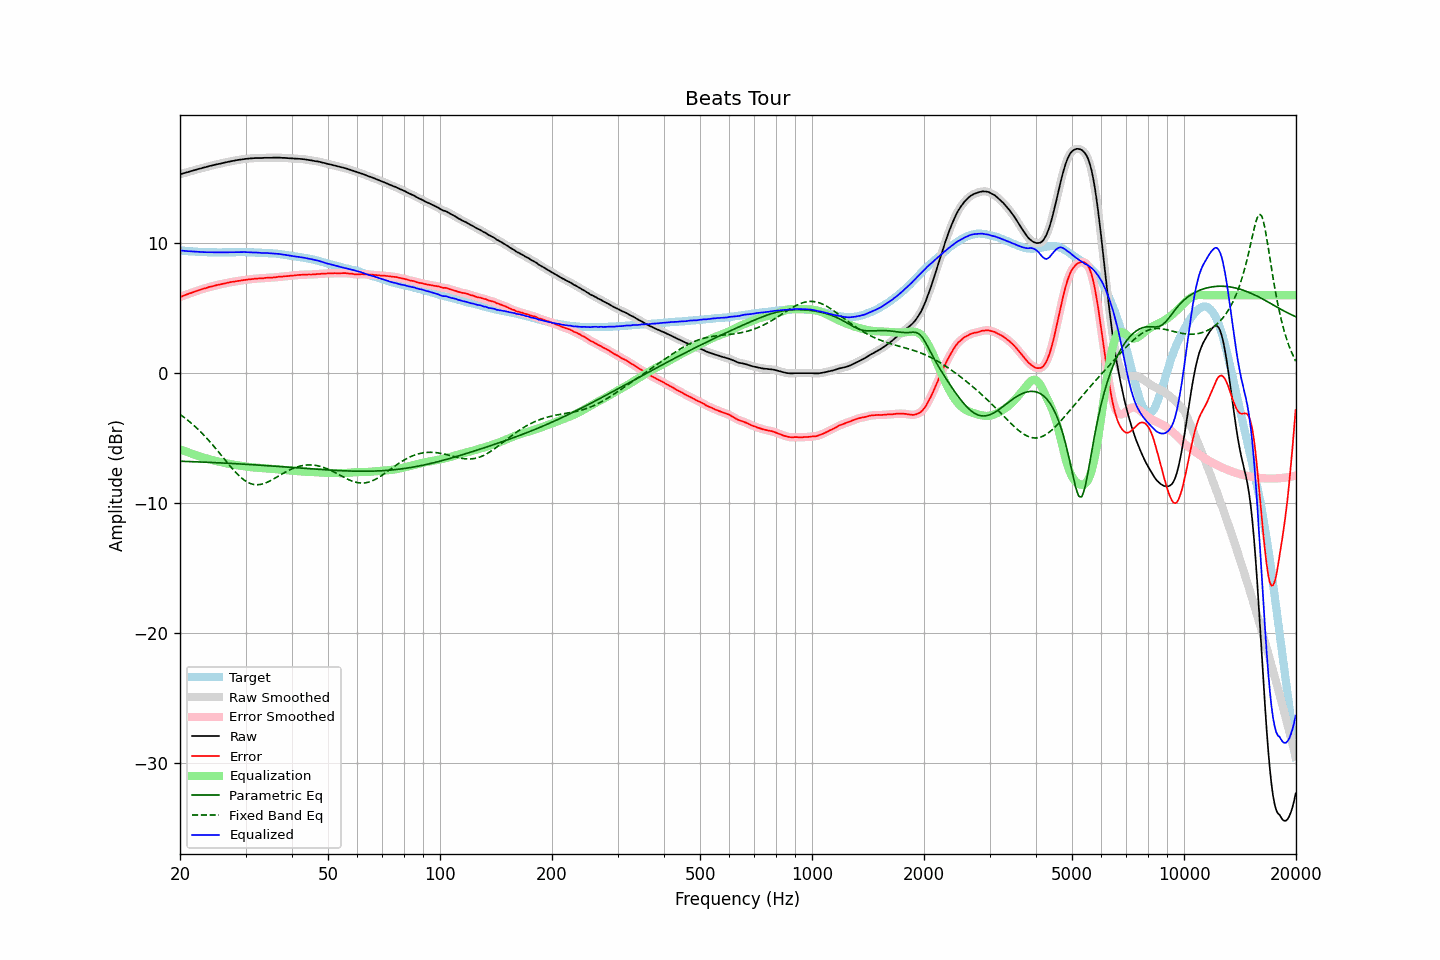 Beats Tour
Amplitude (dBr)
10
0
−10
−20
−30
Target
Raw Smoothed
Error Smoothed
Raw
Error
Equalization
Parametric Eq
Fixed Band Eq
Equalized
20 50 100 200 500 1000 2000 5000 10000 20000
Frequency (Hz)